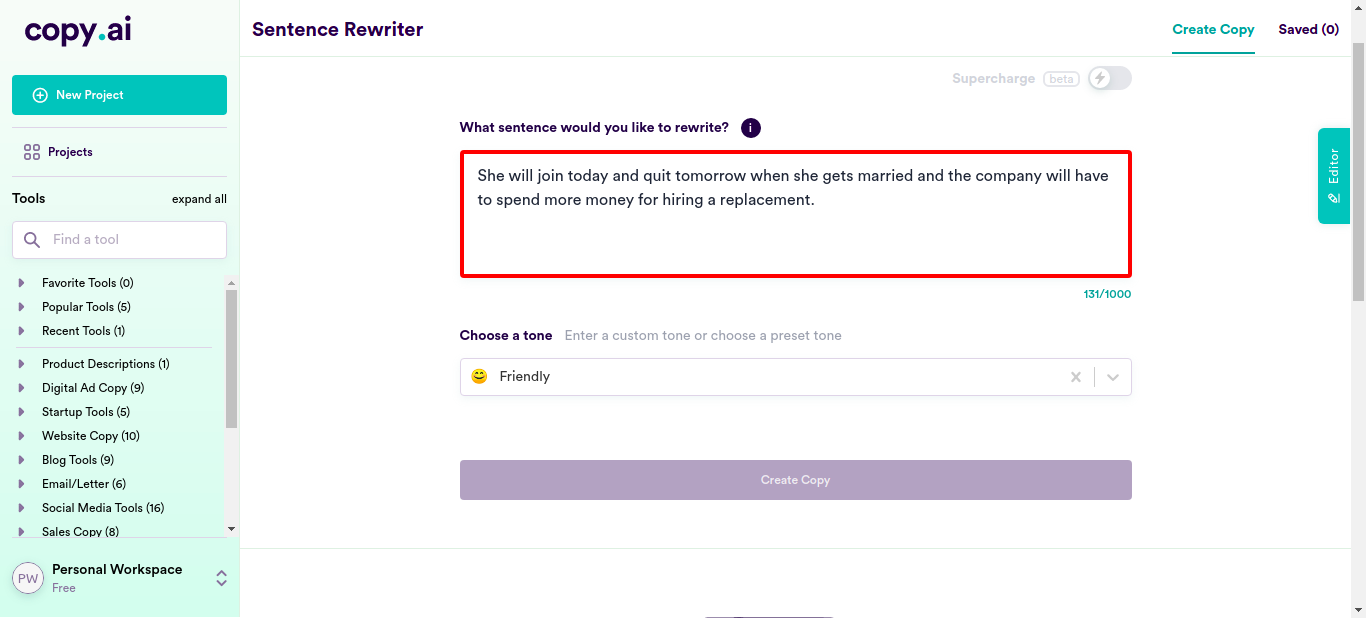 copy.ai
New Project
Projects
Tools
expand all
Find a tool
Favorite Tools (0)
Popular Tools (5)
Recent Tools (1)
Product Descriptions (1)
Digital Ad Copy (9)
Startup Tools (5)
Website Copy (10)
Blog Tools (9)
Email/Letter (6)
Social Media Tools (16)
Sales Copy (8)
PW
Personal Workspace
Free
Sentence Rewriter
Create Copy
Saved (0)
Supercharge beta
What sentence would you like to rewrite? i
She will join today and quit tomorrow when she gets married and the company will have
to spend more money for hiring a replacement.
131/1000
Choose a tone Enter a custom tone or choose a preset tone
Friendly
Create Copy
Editor